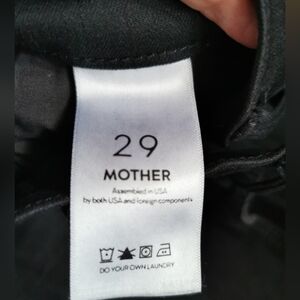 29
MOTHER
Assembled in USA
by both USA and foreign components
DO YOUR OWN LAUNDRY